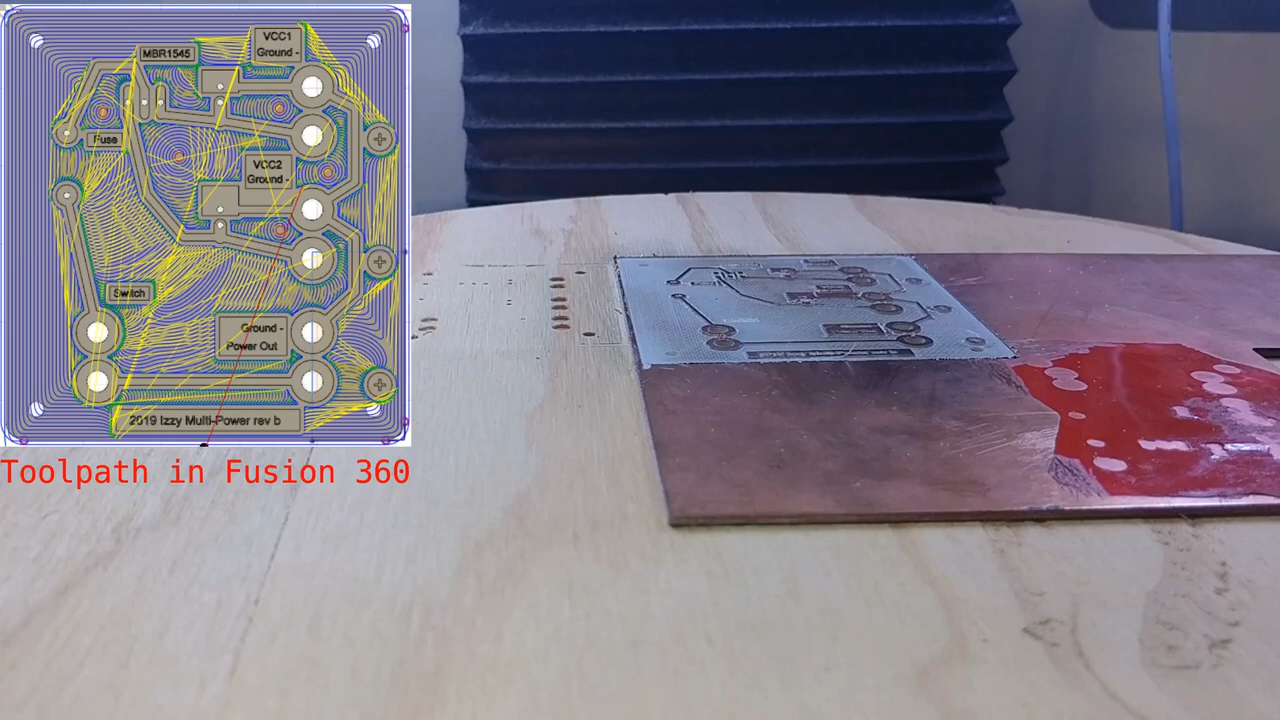 VCC1
Ground -
MBR1545
Fuse
VCC2
Ground -
Switch
Ground -
Power Out
2019 Izzy Multi-Power rev b
Toolpath in Fusion 360